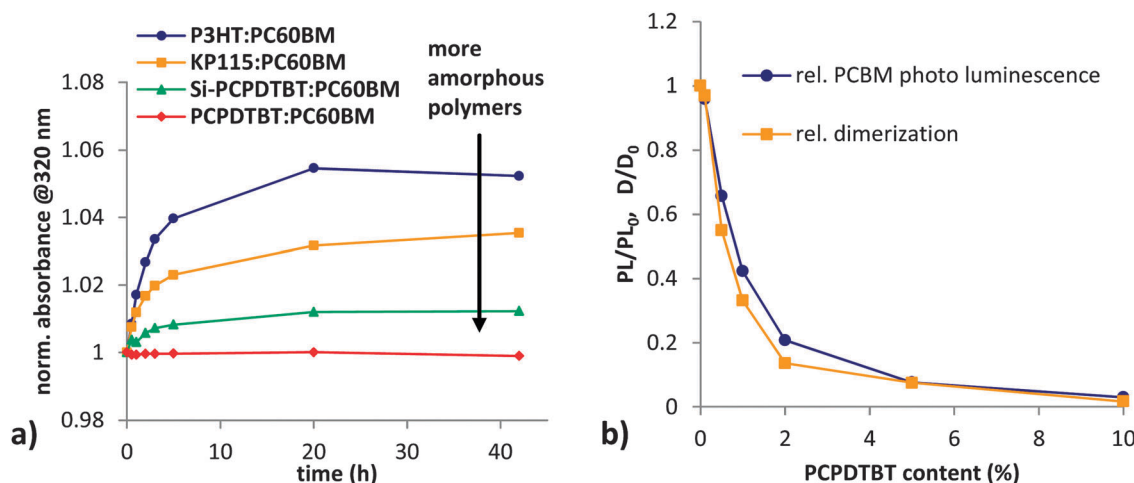 P3HT:PC60BM
KP115:PC60BM
Si-PCPDTBT:PC60BM
PCPDTBT:PC60BM
more
amorphous
polymers
norm. absorbance @320 nm
1.08
1.06
1.04
1.02
1
0.98
0
10
20
30
40
time (h)
a)
rel. PCBM photo luminescence
rel. dimerization
PL/PL₀, D/D₀
1.2
1
0.8
0.6
0.4
0.2
0
0
2
4
6
8
10
PCPDTBT content (%)
b)